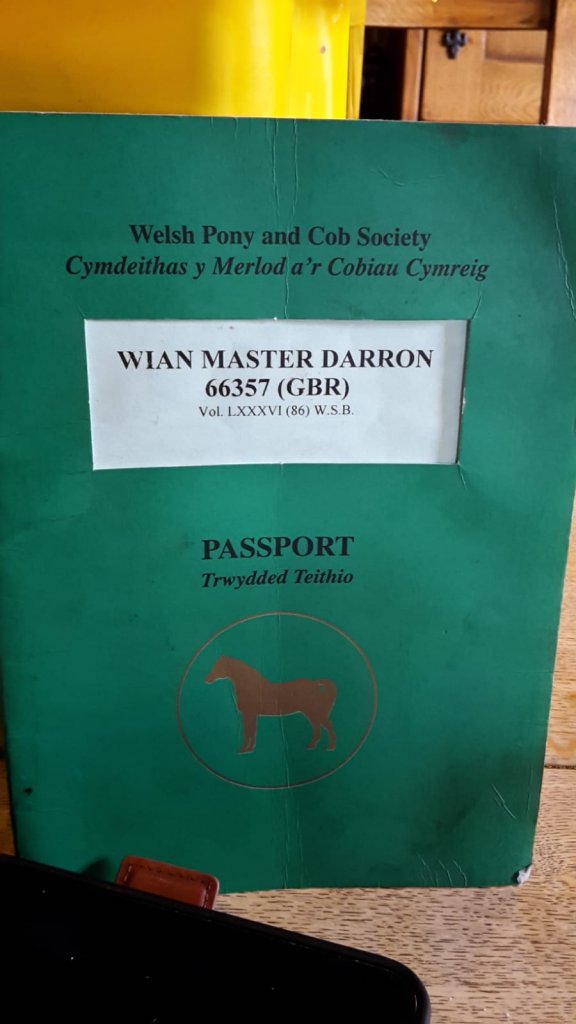 Welsh Pony and Cob Society
Cymdeithas y Merlod a'r Cobiau Cymreig
WIAN MASTER DARRON
66357 (GBR)
Vol. LXXXVI (86) W.S.B.
PASSPORT
Trwydded Teithio